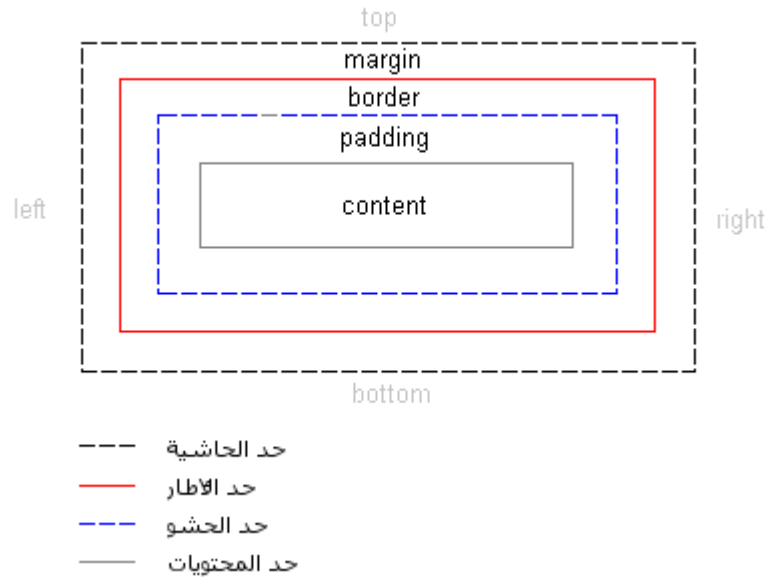 top
margin
border
padding
content
left
right
bottom
حد الحاشية
حد الاطار
حد الحشو
حد المحتويات